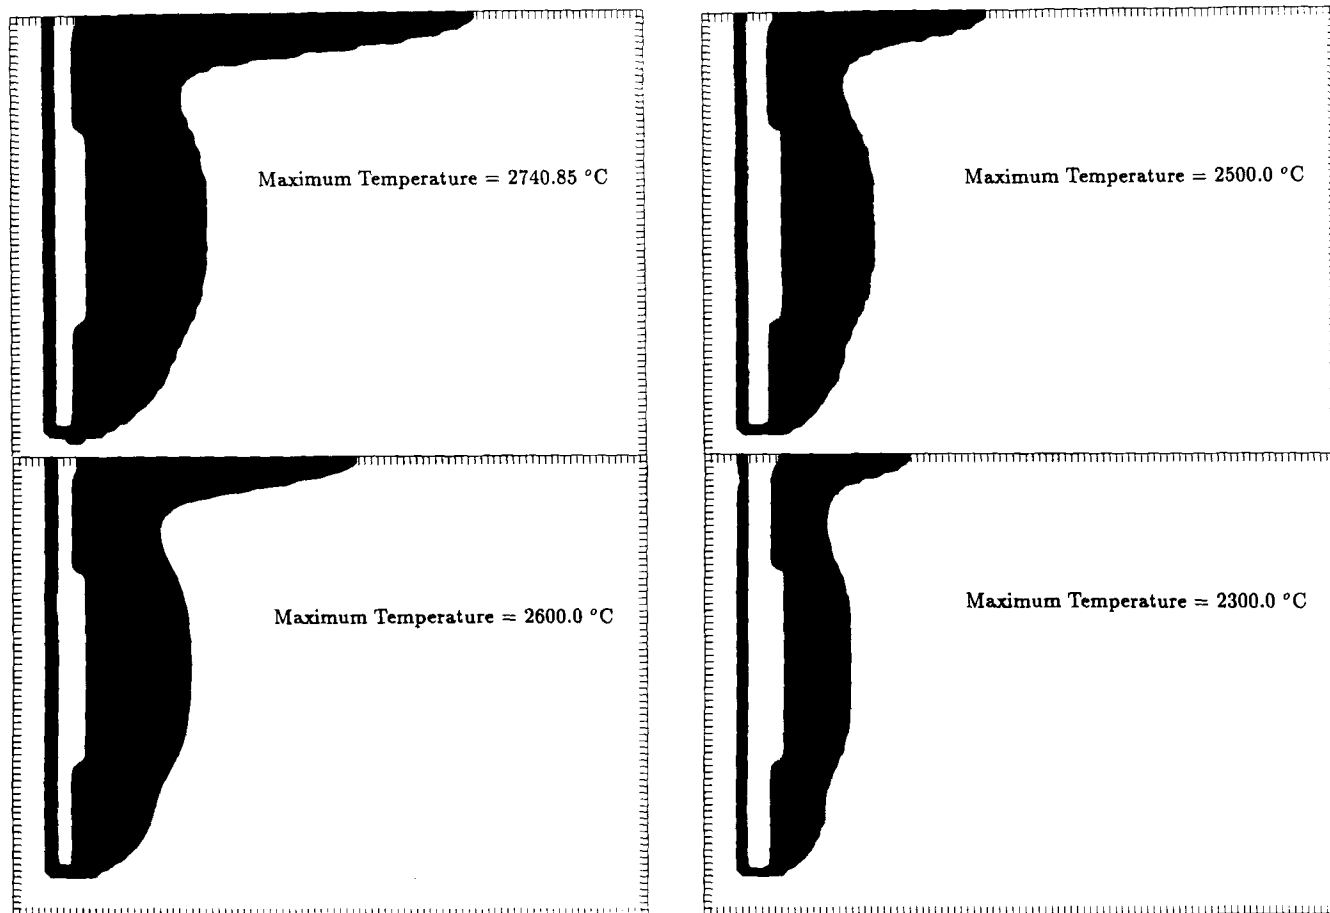 Maximum Temperature = 2740.85 °C
Maximum Temperature = 2500.0 °C
Maximum Temperature = 2600.0 °C
Maximum Temperature = 2300.0 °C